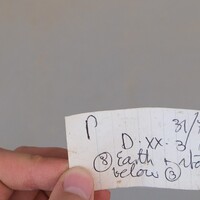 31/
D. XX. 3
⑧ Earth +
below ③